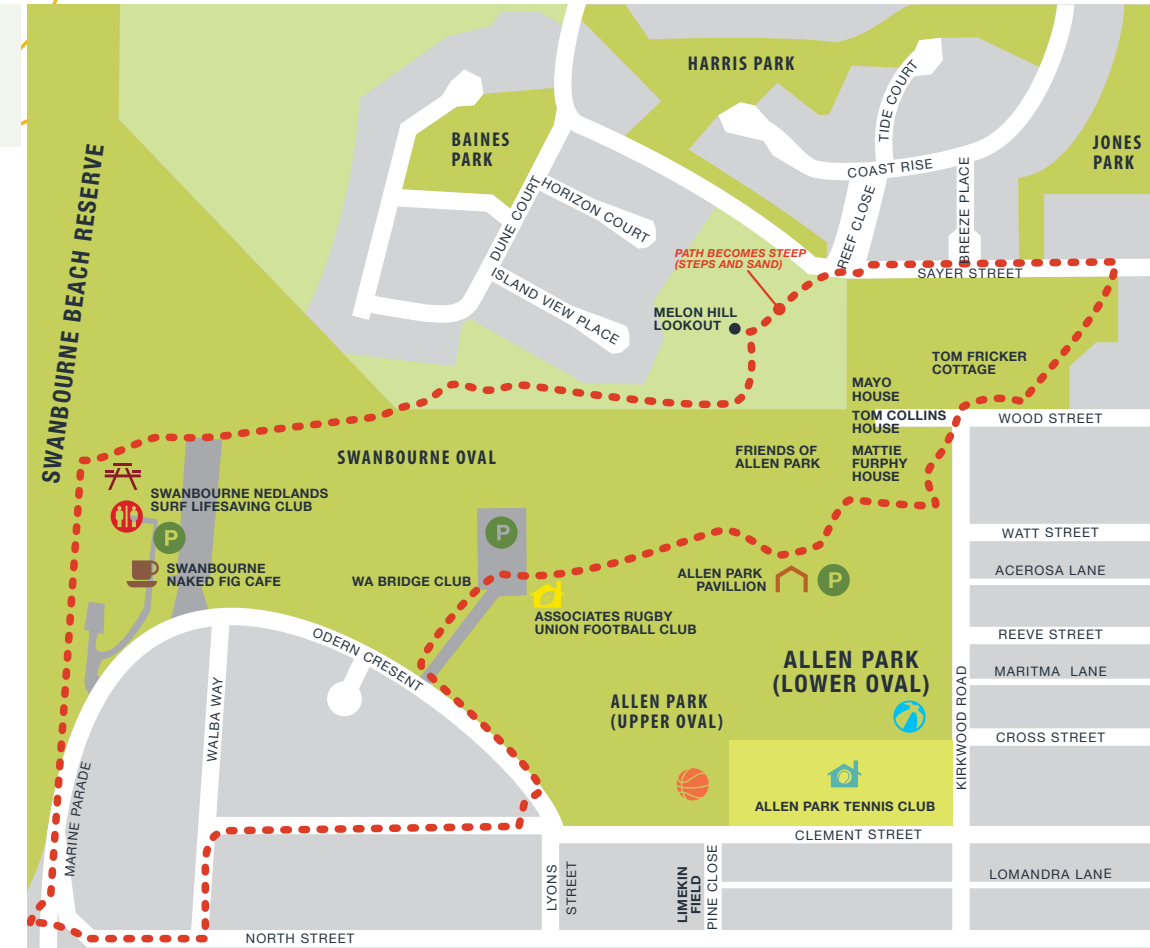 HARRIS PARK
TIDE COURT
BAINES
PARK
JONES
PARK
COAST RISE
SWANBOURNE BEACH RESERVE
DUNE COURT
HORIZON COURT
REEF CLOSE
BREEZE PLACE
PATH BECOMES STEEP
(STEPS AND SAND)
SAYER STREET
ISLAND VIEW PLACE
MELON HILL
LOOKOUT
TOM FRICKER
COTTAGE
MAYO
HOUSE
TOM COLLINS
HOUSE
WOOD STREET
SWANBOURNE OVAL
FRIENDS OF
ALLEN PARK
MATTIE
FURPHY
HOUSE
SWANBOURNE NEDLANDS
SURF LIFESAVING CLUB
P
P
WATT STREET
SWANBOURNE
NAKED FIG CAFE
WA BRIDGE CLUB
ALLEN PARK
PAVILION
P
ACEROSA LANE
ASSOCIATES RUGBY
UNION FOOTBALL CLUB
REEVE STREET
ODERN CRESENT
ALLEN PARK
(LOWER OVAL)
MARITMA LANE
WALBA WAY
ALLEN PARK
(UPPER OVAL)
KIRKWOOD ROAD
CROSS STREET
MARINE PARADE
ALLEN PARK TENNIS CLUB
CLEMENT STREET
LYONS
STREET
LIMEKIN
FIELD
PINE CLOSE
LOMANDRA LANE
NORTH STREET